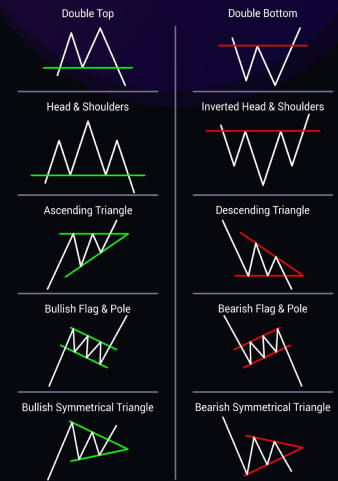 Double Top
Double Bottom
Head & Shoulders
Inverted Head & Shoulders
Ascending Triangle
Descending Triangle
Bullish Flag & Pole
Bearish Flag & Pole
Bullish Symmetrical Triangle
Bearish Symmetrical Triangle